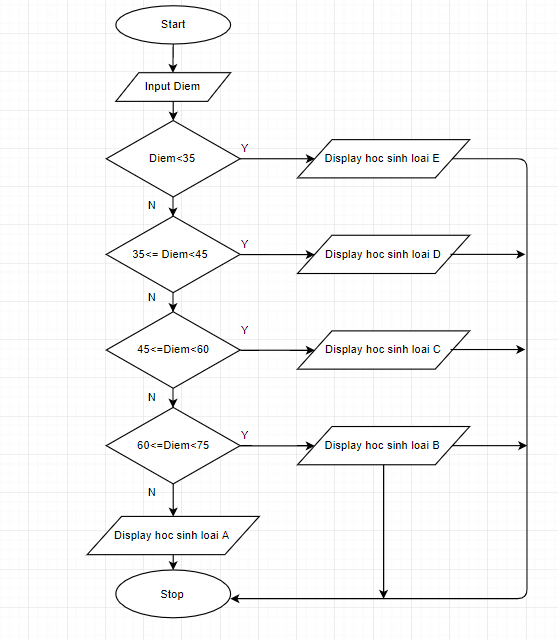 Start
Input Diem
Diem<35
Y
Display hoc sinh loai E
N
35<= Diem<45
Y
Display hoc sinh loai D
N
45<=Diem<60
Y
Display hoc sinh loai C
N
60<=Diem<75
Y
Display hoc sinh loai B
N
Display hoc sinh loai A
Stop